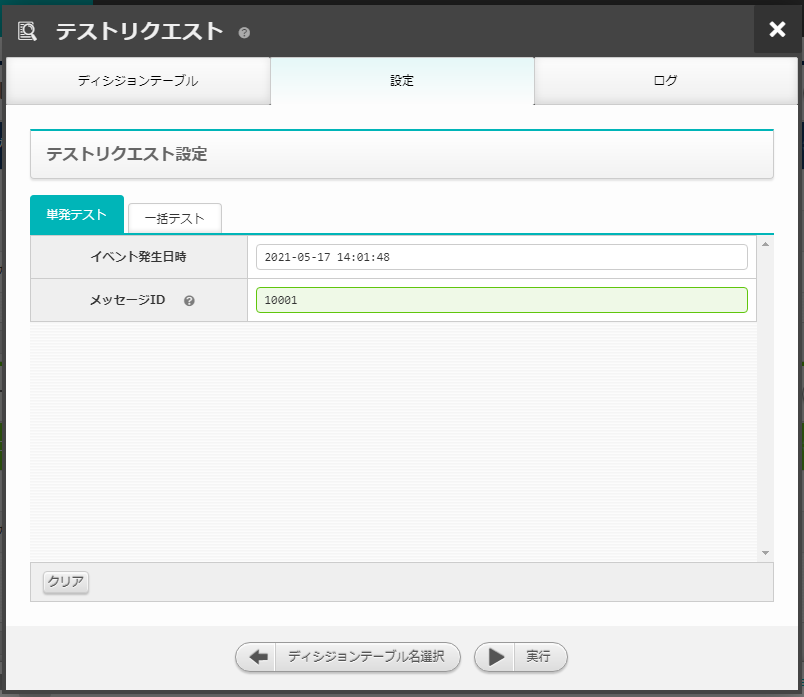 テストリクエスト
ディシジョンテーブル
設定
ログ
テストリクエスト設定
単発テスト
一括テスト
イベント発生日時
2021-05-17 14:01:48
メッセージID
10001
クリア
ディシジョンテーブル名選択
実行